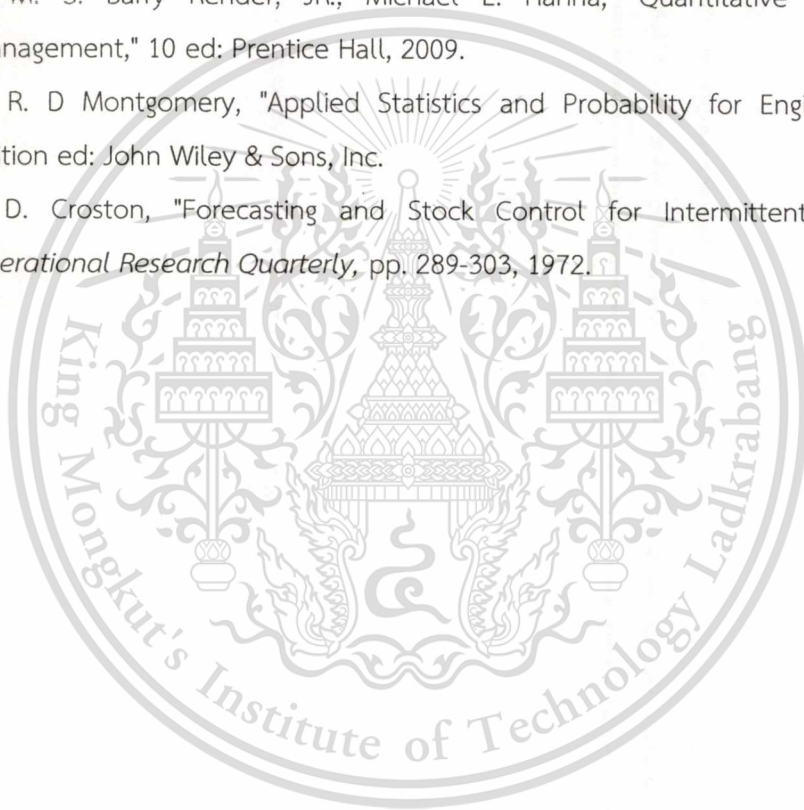 M. S. Barry Render, JR., Michael E. Hanna, "Quantitative
nagement," 10 ed: Prentice Hall, 2009.
R. D Montgomery, "Applied Statistics and Probability for Engi
tion ed: John Wiley & Sons, Inc.
D. Croston, "Forecasting and Stock Control for Intermittent
erational Research Quarterly, pp. 289-303, 1972.
King Mongkut's Institute of Technology Ladkrabang